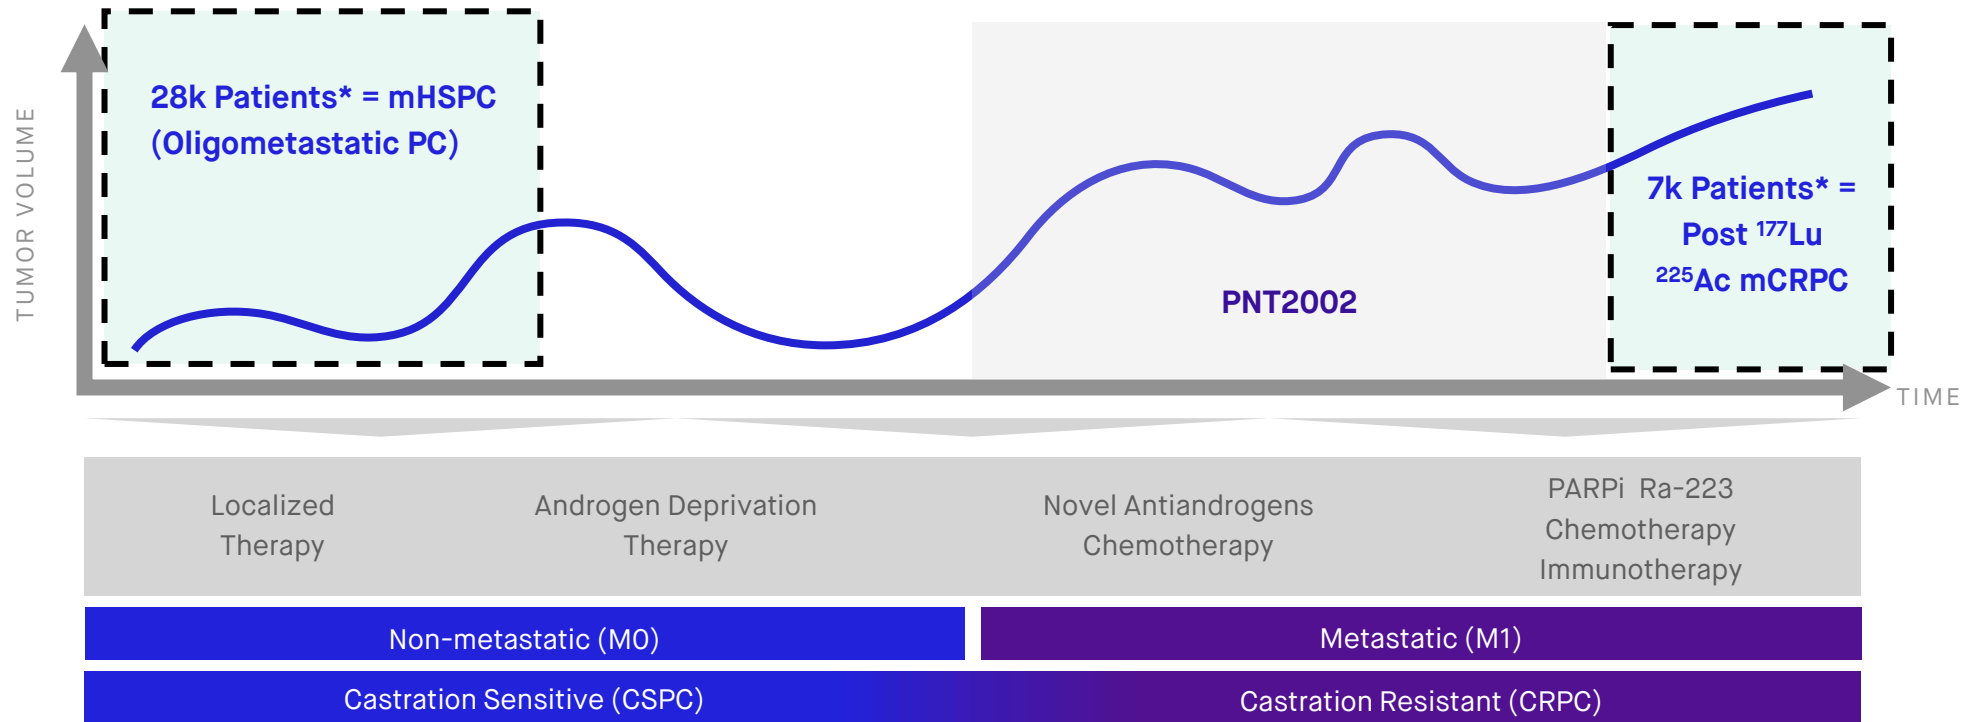 TUMOR VOLUME
28k Patients* = mHSPC
(Oligometastatic PC)
PNT2002
7k Patients* =
Post ¹⁷⁷Lu
²²⁵Ac mCRPC
TIME
Localized
Therapy
Androgen Deprivation
Therapy
Novel Antiandrogens
Chemotherapy
PARPi Ra-223
Chemotherapy
Immunotherapy
Non-metastatic (M0)
Metastatic (M1)
Castration Sensitive (CSPC)
Castration Resistant (CRPC)